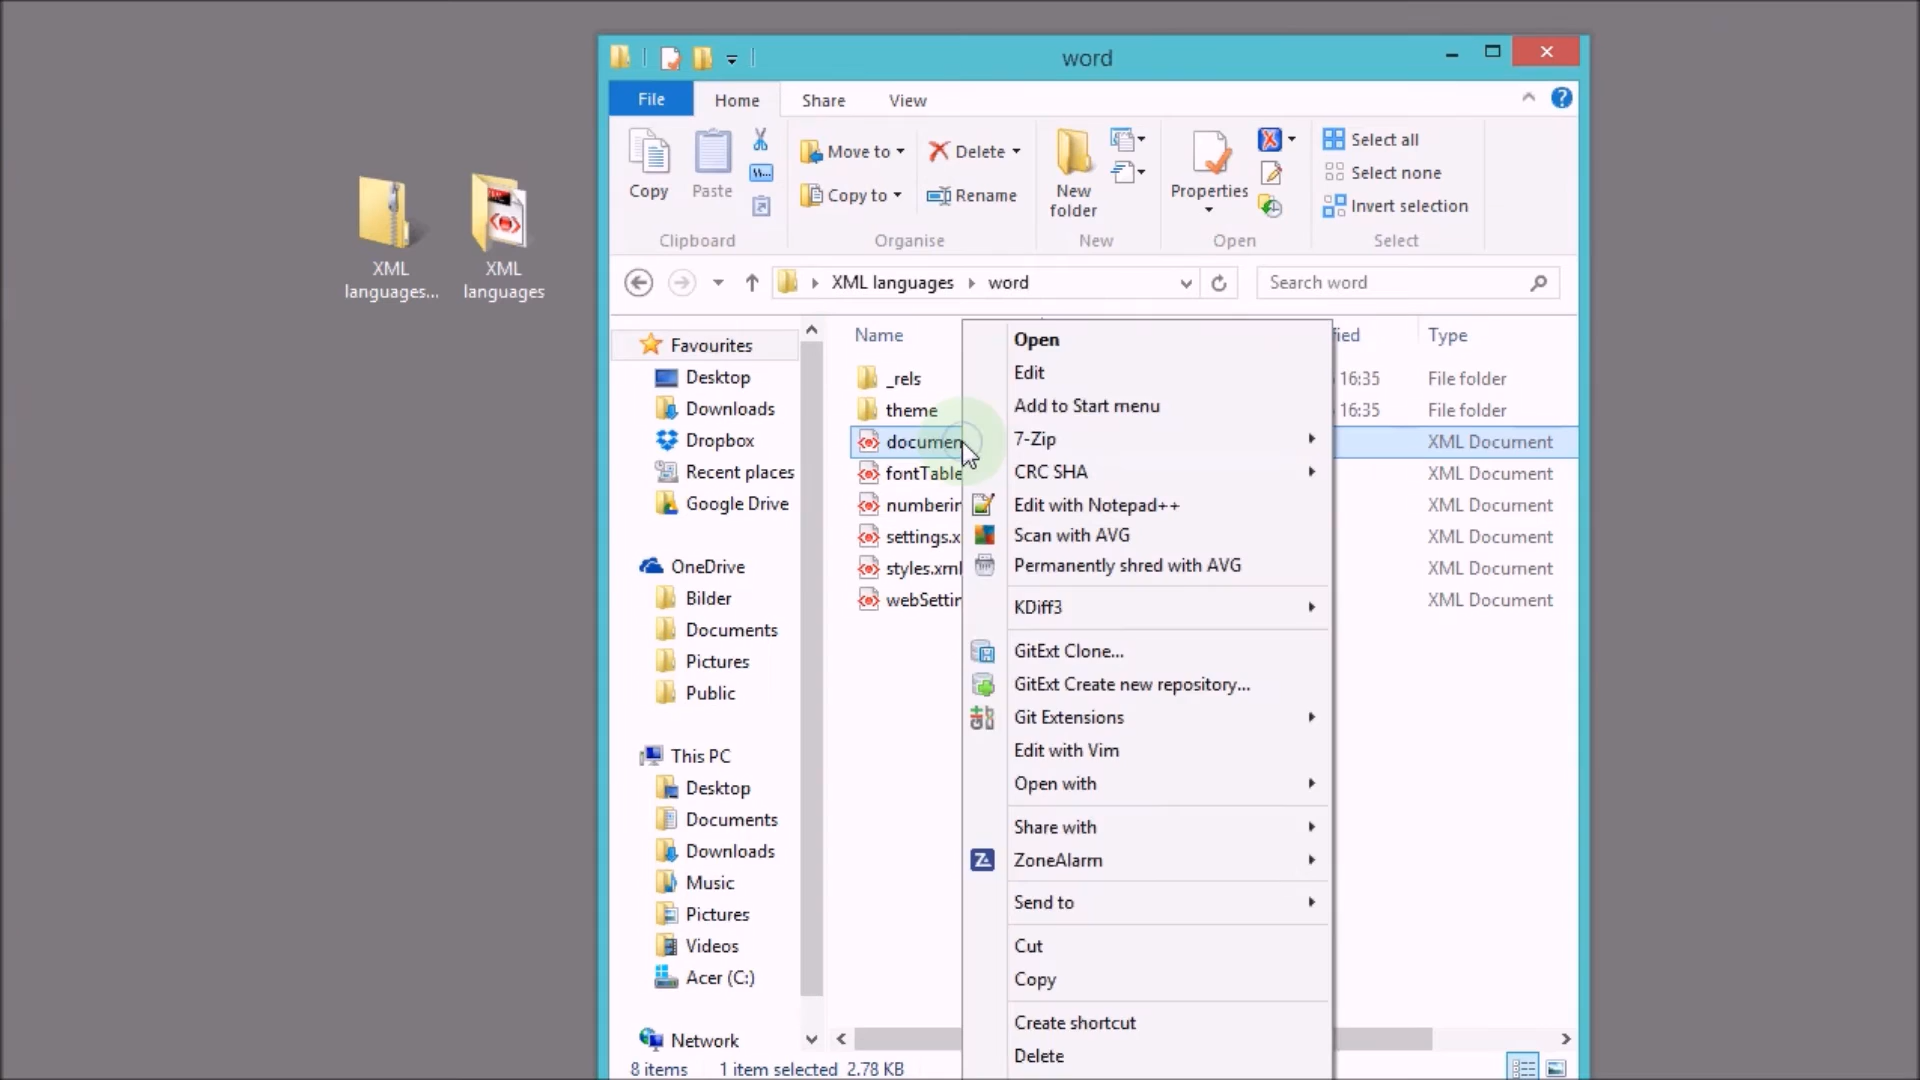 word
File
Home
Share
View
Copy
Paste
Move to
Copy to
Delete
Rename
New
folder
Properties
Select all
Select none
Invert selection
Clipboard
Organise
New
Open
Select
XML
languages...
XML
languages
XML languages
word
Search word
Favourites
Desktop
Downloads
Dropbox
Recent places
Google Drive
OneDrive
Bilder
Documents
Pictures
Public
This PC
Desktop
Documents
Downloads
Music
Pictures
Videos
Acer (C:)
Network
Name
Type
_rels
16:35
File folder
theme
16:35
File folder
documen
XML Document
fontTable
XML Document
numberin
XML Document
settings.x
XML Document
styles.xml
XML Document
webSettin
XML Document
Open
Edit
Add to Start menu
7-Zip
CRC SHA
Edit with Notepad++
Scan with AVG
Permanently shred with AVG
KDiff3
GitExt Clone...
GitExt Create new repository...
Git Extensions
Edit with Vim
Open with
Share with
ZoneAlarm
Send to
Cut
Copy
Create shortcut
Delete
8 items
1 item selected 2.78 KB